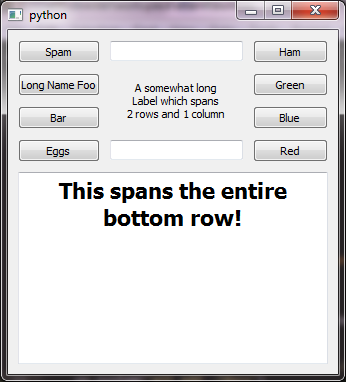 python
Spam
Ham
Long Name Foo
A somewhat long
Label which spans
2 rows and 1 column
Green
Bar
Blue
Eggs
Red
This spans the entire
bottom row!